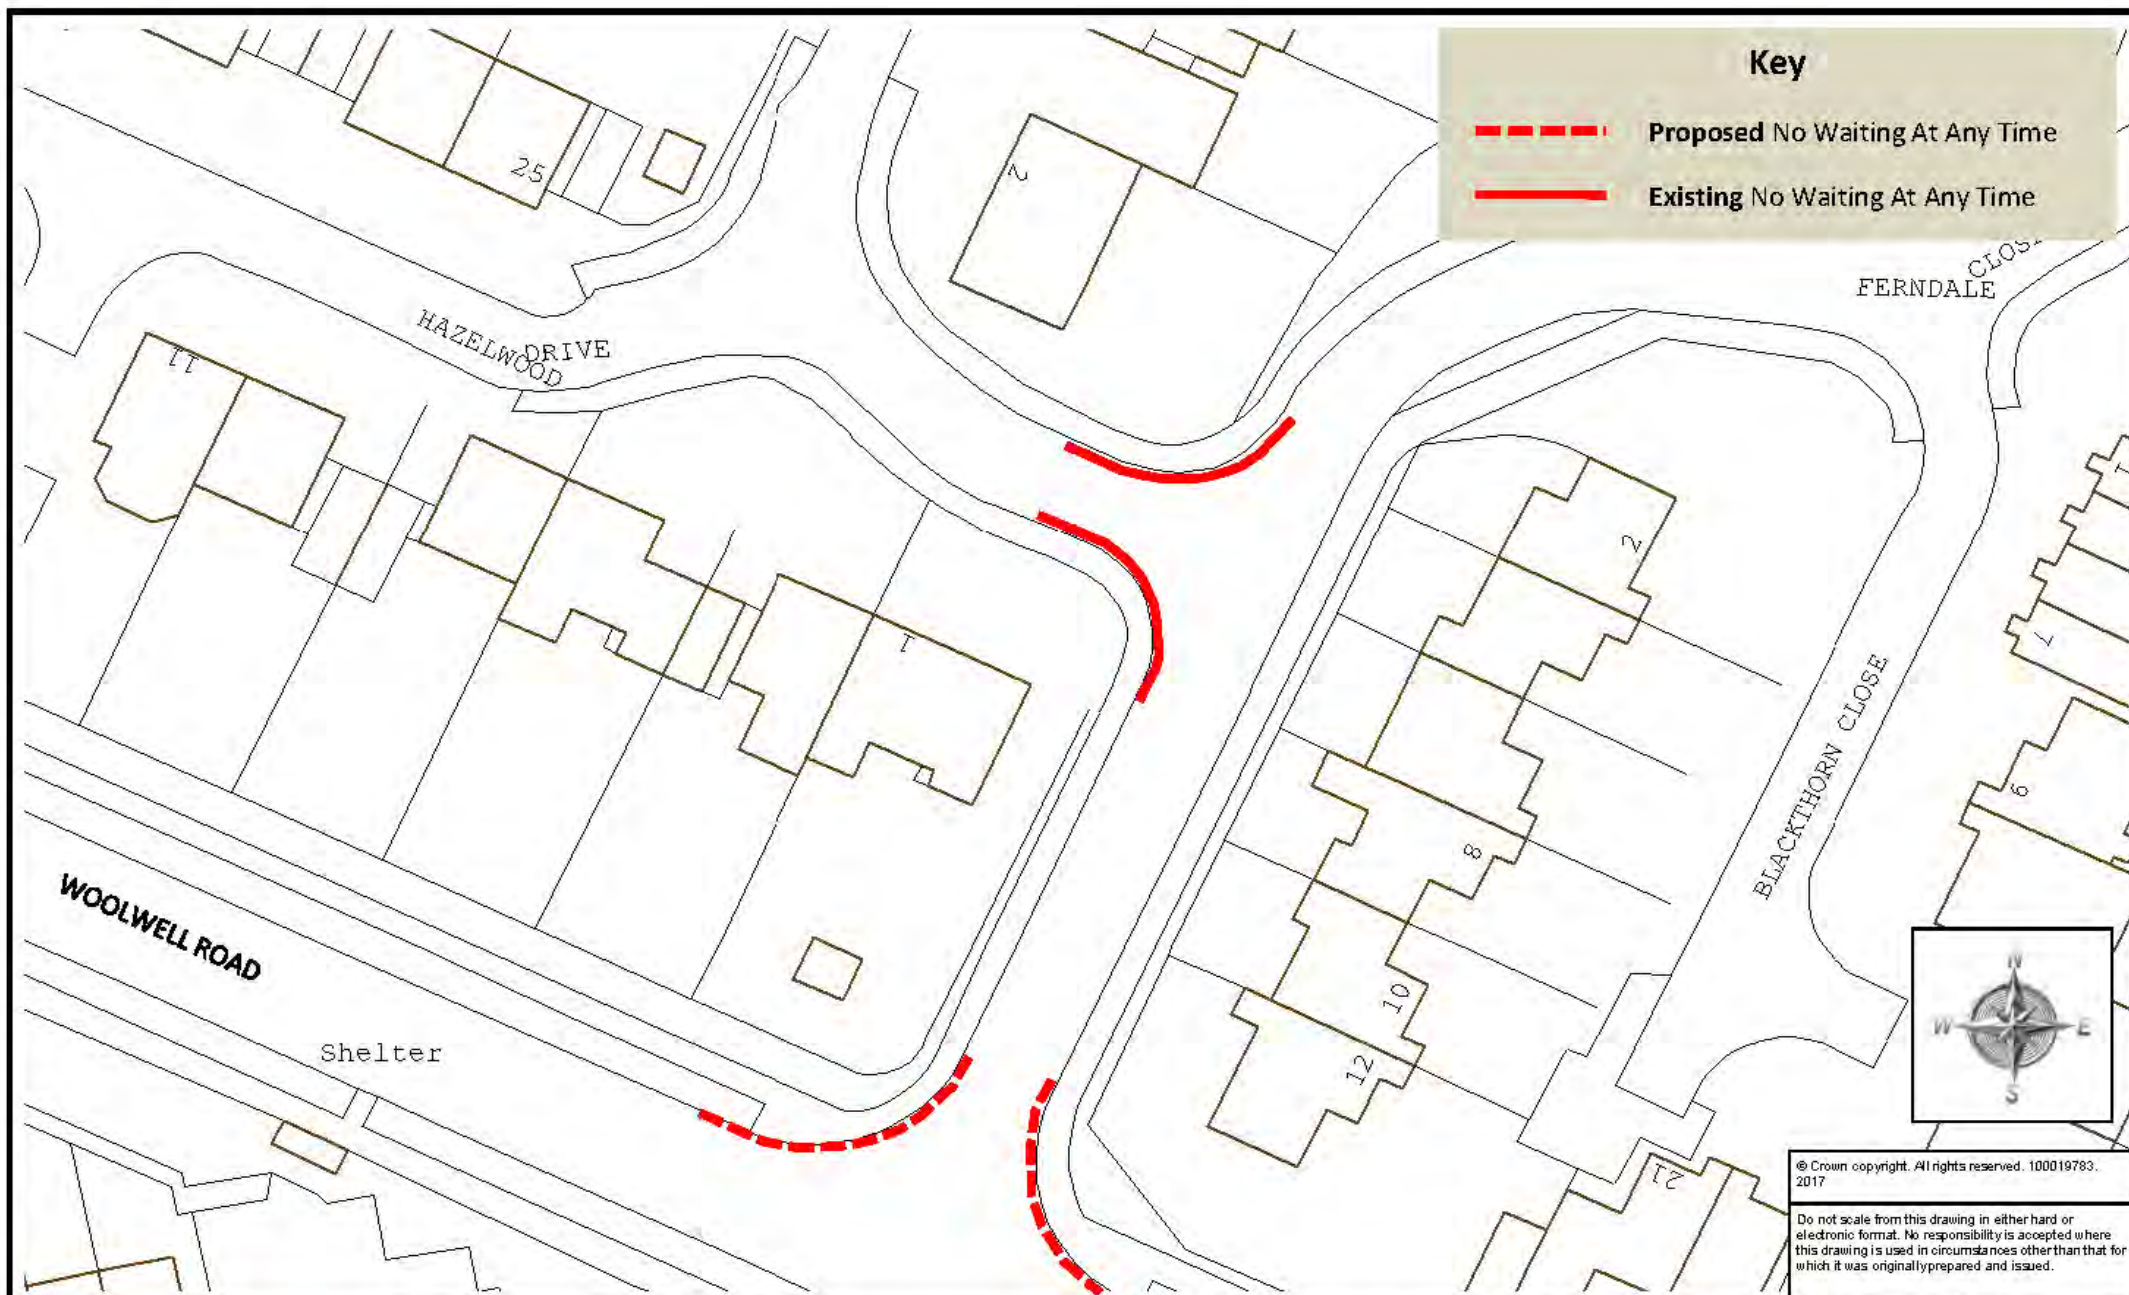 Key
Proposed No Waiting At Any Time
Existing No Waiting At Any Time
25
2
CLOS
FERNDALE
HAZELWOOD
DRIVE
11
1
2
1
7
9
8
10
12
21
BLACKTHORN CLOSE
WOOLWELL ROAD
Shelter
N
W E
S
© Crown copyright. All rights reserved. 100019783.
2017
Do not scale from this drawing in either hard or
electronic format. No responsibility is accepted where
this drawing is used in circumstances other than that for
which it was originally prepared and issued.